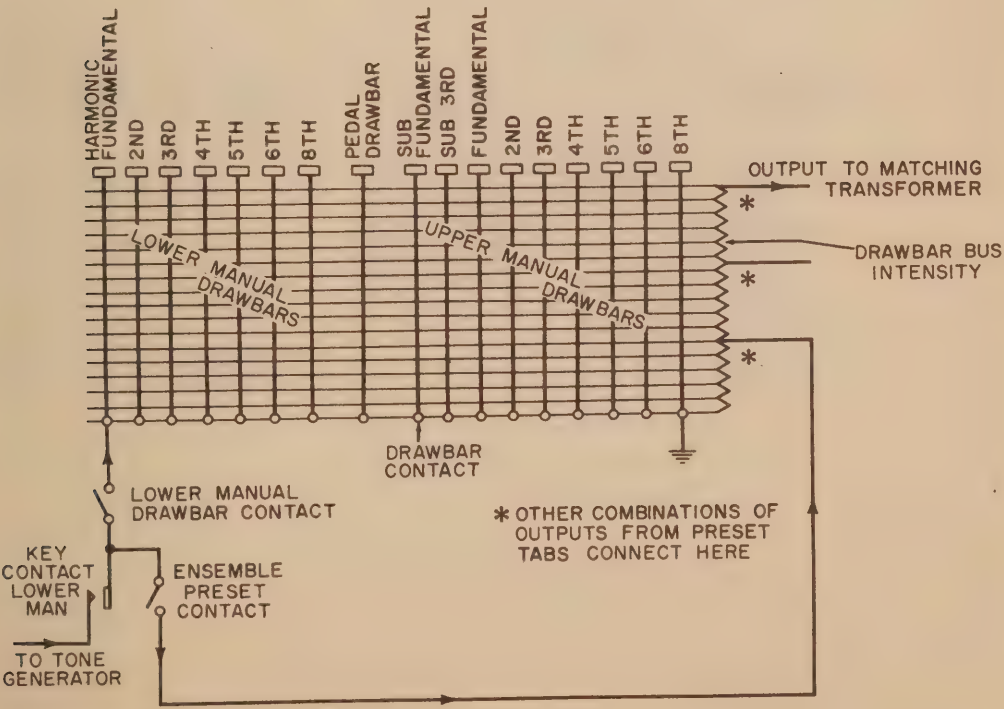 HARMONIC
FUNDAMENTAL
2ND
3RD
4TH
5TH
6TH
8TH
PEDAL
DRAWBAR
SUB
FUNDAMENTAL
SUB 3RD
FUNDAMENTAL
2ND
3RD
4TH
5TH
6TH
8TH
OUTPUT TO MATCHING
TRANSFORMER
*
LOWER MANUAL
DRAWBARS
UPPER MANUAL
DRAWBARS
DRAWBAR BUS
INTENSITY
*
*
DRAWBAR
CONTACT
LOWER MANUAL
DRAWBAR CONTACT
* OTHER COMBINATIONS OF
OUTPUTS FROM PRESET
TABS CONNECT HERE
KEY
CONTACT
LOWER
MAN
ENSEMBLE
PRESET
CONTACT
TO TONE
GENERATOR